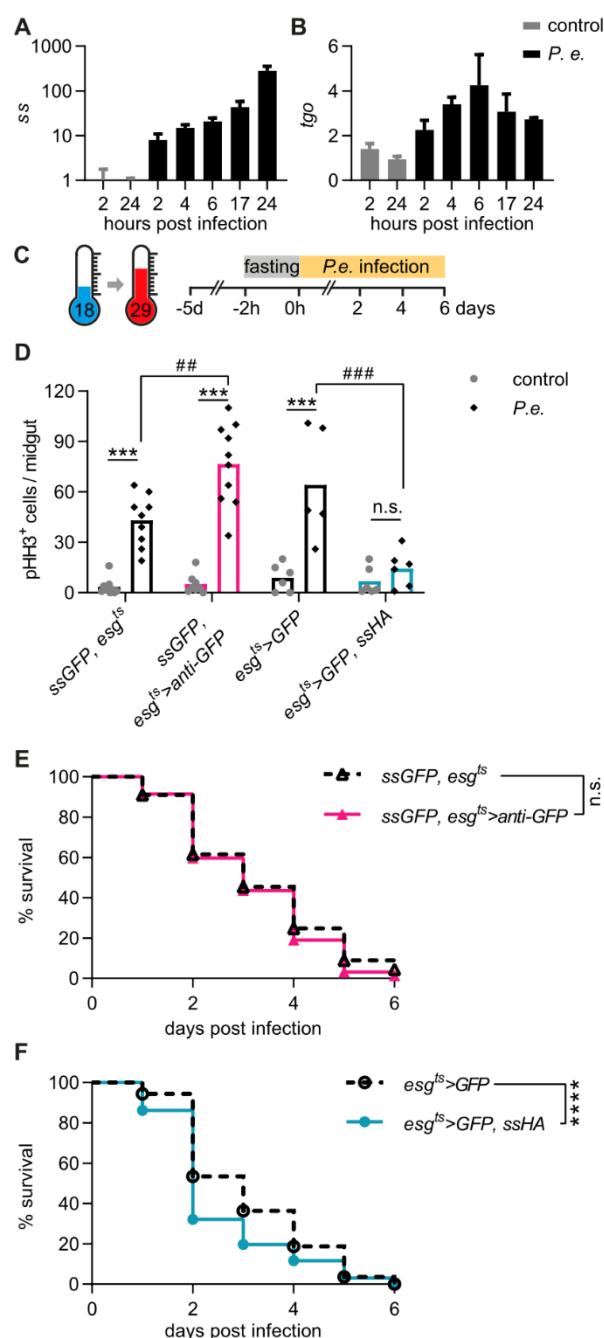 A
1000
100
10
1
ss
2 24 2 4 6 17 24
hours post infection
B
control
P. e.
6
4
2
0
tgo
2 24 2 4 6 17 24
hours post infection
C
18
29
fasting
P.e. infection
-5d -2h 0h 2 4 6 days
D
control
P.e.
120
90
60
30
0
pHH3+ cells / midgut
***
##
***
***
###
n.s.
ssGFP, esgts
ssGFP,
esgts>anti-GFP
esgts>GFP
esgts>GFP, ssHA
E
100
80
60
40
20
0
% survival
ssGFP, esgts
ssGFP, esgts>anti-GFP
n.s.
0 2 4 6
days post infection
F
100
80
60
40
20
0
% survival
esgts>GFP
esgts>GFP, ssHA
****
0 2 4 6
days post infection